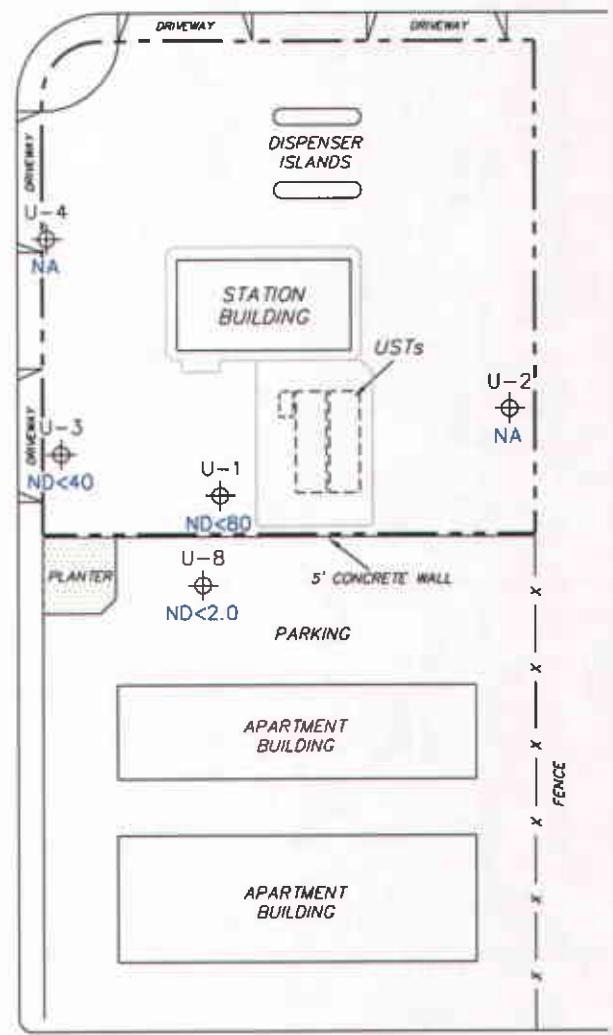 DRIVEWAY
DRIVEWAY
DISPENSER
ISLANDS
DRIVEWAY
U-4
NA
STATION
BUILDING
USTs
U-2
NA
DRIVEWAY
U-3
ND<40
U-1
ND<80
PLANTER
U-8
ND<2.0
5' CONCRETE WALL
PARKING
APARTMENT
BUILDING
FENCE
APARTMENT
BUILDING
x
x
x
x
x
x